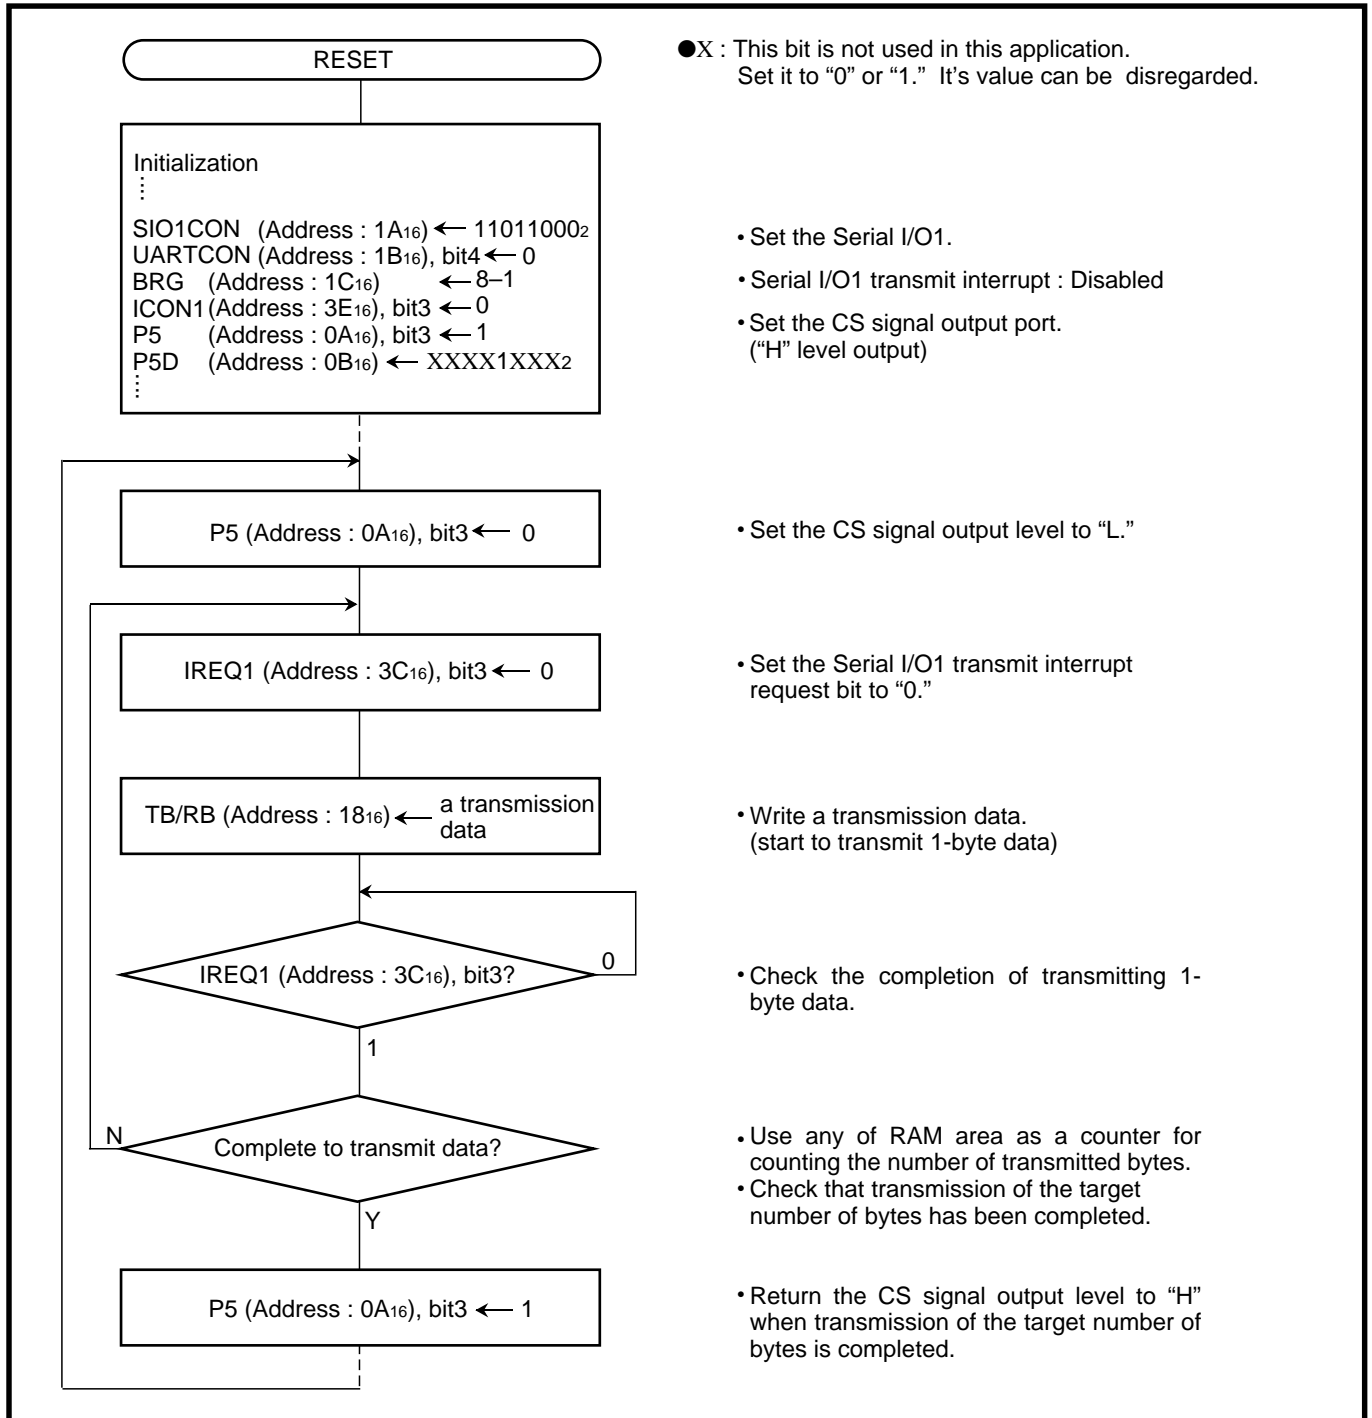 RESET
●X : This bit is not used in this application.
Set it to “0” or “1.” It’s value can be disregarded.
Initialization
SIO1CON (Address : 1A16) ← 110110002
UARTCON (Address : 1B16), bit4 ← 0
BRG (Address : 1C16) ← 8–1
ICON1 (Address : 3E16), bit3 ← 0
P5 (Address : 0A16), bit3 ← 1
P5D (Address : 0B16) ← XXXX1XXX2
• Set the Serial I/O1.
• Serial I/O1 transmit interrupt : Disabled
• Set the CS signal output port.
(“H” level output)
P5 (Address : 0A16), bit3 ← 0
• Set the CS signal output level to “L.”
IREQ1 (Address : 3C16), bit3 ← 0
• Set the Serial I/O1 transmit interrupt
request bit to “0.”
TB/RB (Address : 1816) ← a transmission
data
• Write a transmission data.
(start to transmit 1-byte data)
IREQ1 (Address : 3C16), bit3?
0
1
• Check the completion of transmitting 1-
byte data.
N
Complete to transmit data?
Y
• Use any of RAM area as a counter for
counting the number of transmitted bytes.
• Check that transmission of the target
number of bytes has been completed.
P5 (Address : 0A16), bit3 ← 1
• Return the CS signal output level to “H”
when transmission of the target number of
bytes is completed.